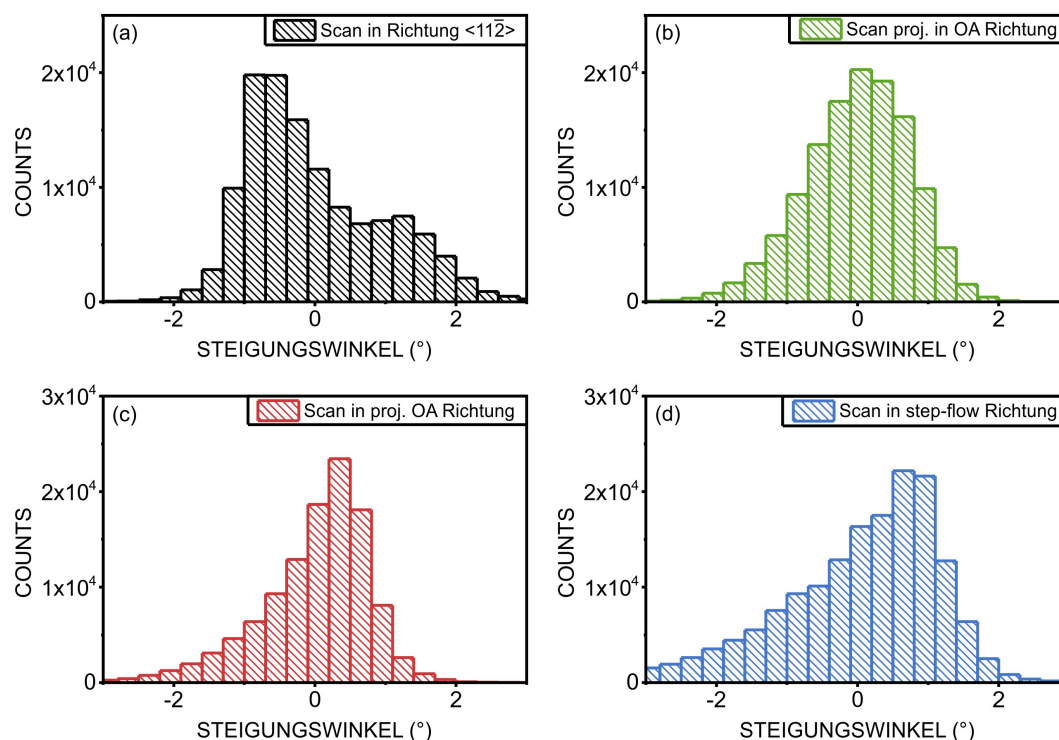 (a)
Scan in Richtung <112̅>
COUNTS
2x10⁴
1x10⁴
0
-2
0
2
STEIGUNGSWINKEL (°)
(b)
Scan proj. in OA Richtung
COUNTS
2x10⁴
1x10⁴
0
-2
0
2
STEIGUNGSWINKEL (°)
(c)
Scan in proj. OA Richtung
COUNTS
3x10⁴
2x10⁴
1x10⁴
0
-2
0
2
STEIGUNGSWINKEL (°)
(d)
Scan in step-flow Richtung
COUNTS
3x10⁴
2x10⁴
1x10⁴
0
-2
0
2
STEIGUNGSWINKEL (°)